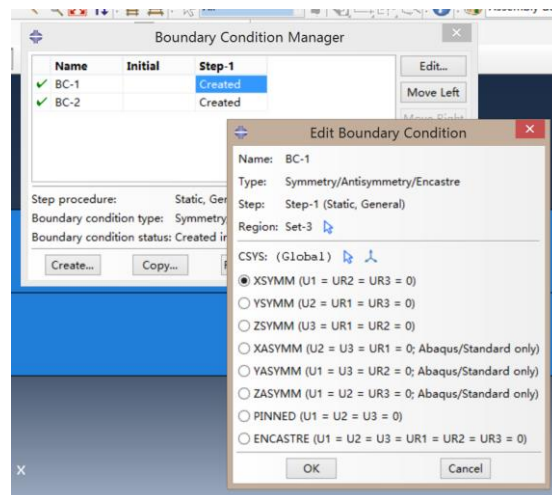 Boundary Condition Manager
Name Initial Step-1
BC-1 Created
BC-2 Created
Edit...
Move Left
Move Right
Step procedure: Static, Gen
Boundary condition type: Symmetry
Boundary condition status: Created in
Create... Copy...
Edit Boundary Condition
Name: BC-1
Type: Symmetry/Antisymmetry/Encastre
Step: Step-1 (Static, General)
Region: Set-3
CSYS: (Global)
XSYMM (U1 = UR2 = UR3 = 0)
YSYMM (U2 = UR1 = UR3 = 0)
ZSYMM (U3 = UR1 = UR2 = 0)
XASYMM (U2 = U3 = UR1 = 0; Abaqus/Standard only)
YASYMM (U1 = U3 = UR2 = 0; Abaqus/Standard only)
ZASYMM (U1 = U2 = UR3 = 0; Abaqus/Standard only)
PINNED (U1 = U2 = U3 = 0)
ENCASTRE (U1 = U2 = U3 = UR1 = UR2 = UR3 = 0)
OK Cancel
X